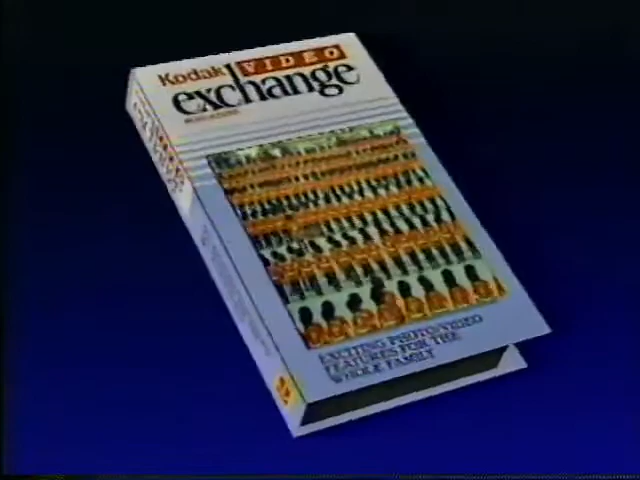 Kodak VIDEO
exchange
EXCITING PHOTO/VIDEO
FEATURES FOR THE
WHOLE FAMILY